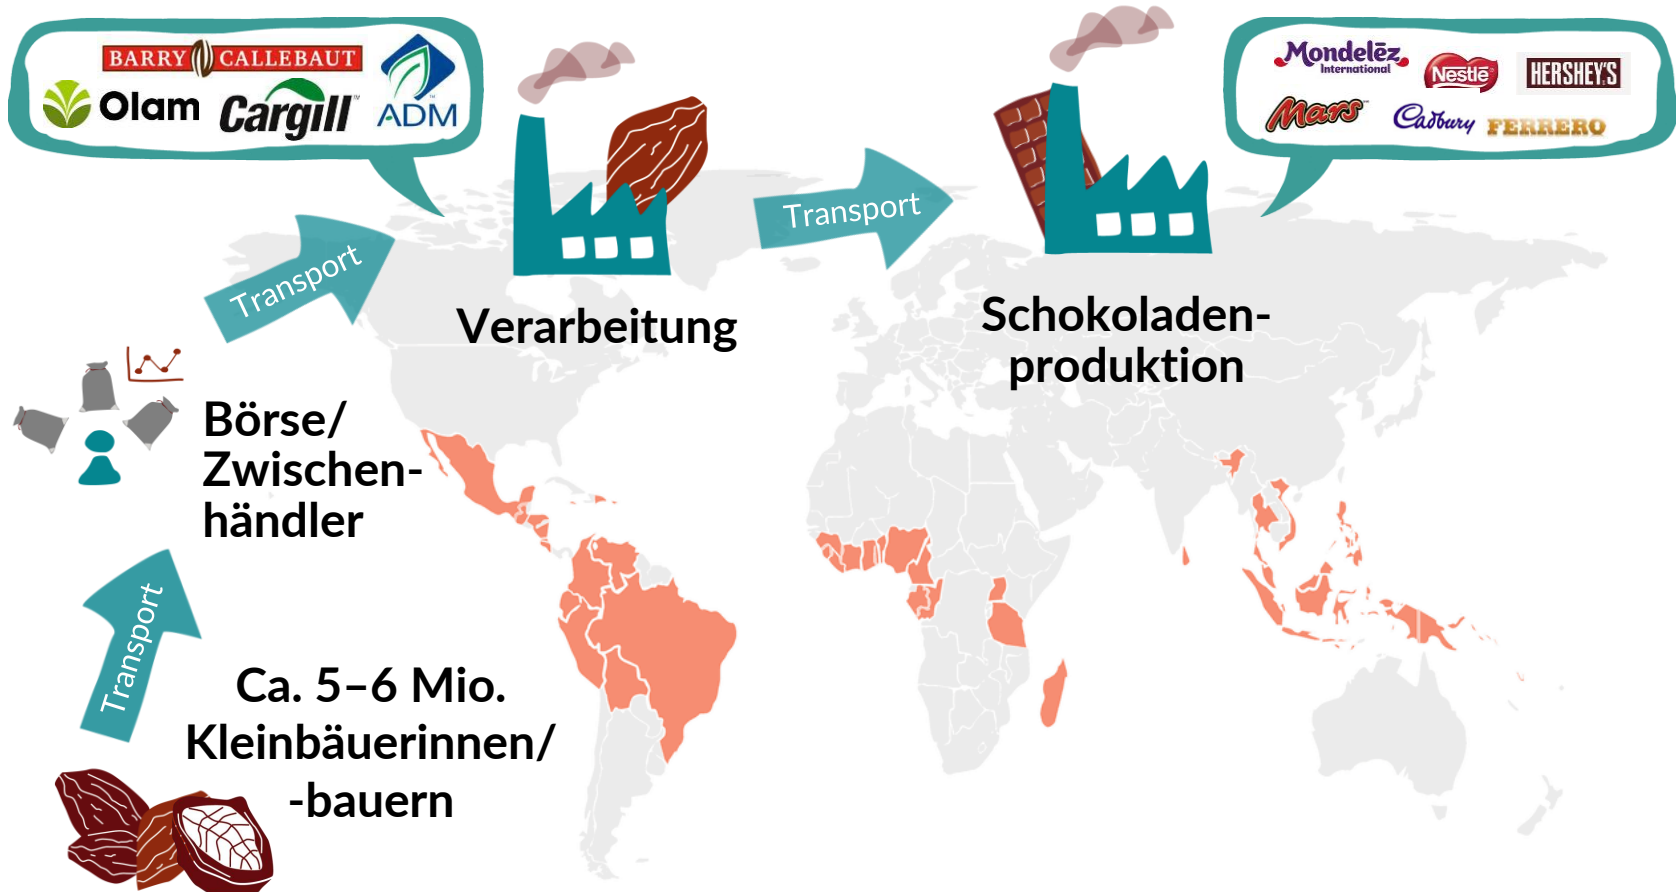 BARRY CALLEBAUT
Olam
Cargill
ADM
Mondelēz
International
Nestlé
HERSHEY'S
Mars
Cadbury
FERRERO
Transport
Transport
Verarbeitung
Schokoladen-
produktion
Börse/
Zwischen-
händler
Transport
Ca. 5–6 Mio.
Kleinbäuerinnen/
-bauern